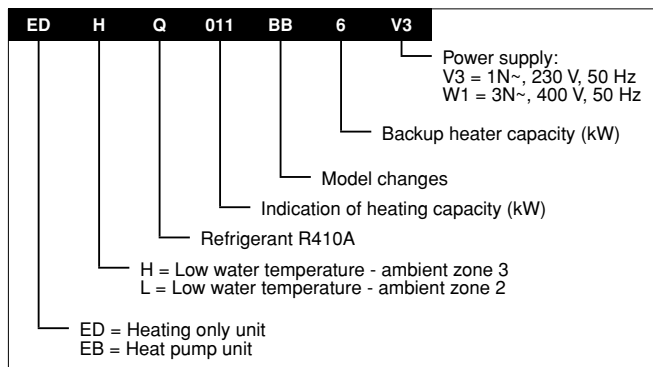 ED H Q 011 BB 6 V3
Power supply:
V3 = 1N~, 230 V, 50 Hz
W1 = 3N~, 400 V, 50 Hz
Backup heater capacity (kW)
Model changes
Indication of heating capacity (kW)
Refrigerant R410A
H = Low water temperature - ambient zone 3
L = Low water temperature - ambient zone 2
ED = Heating only unit
EB = Heat pump unit